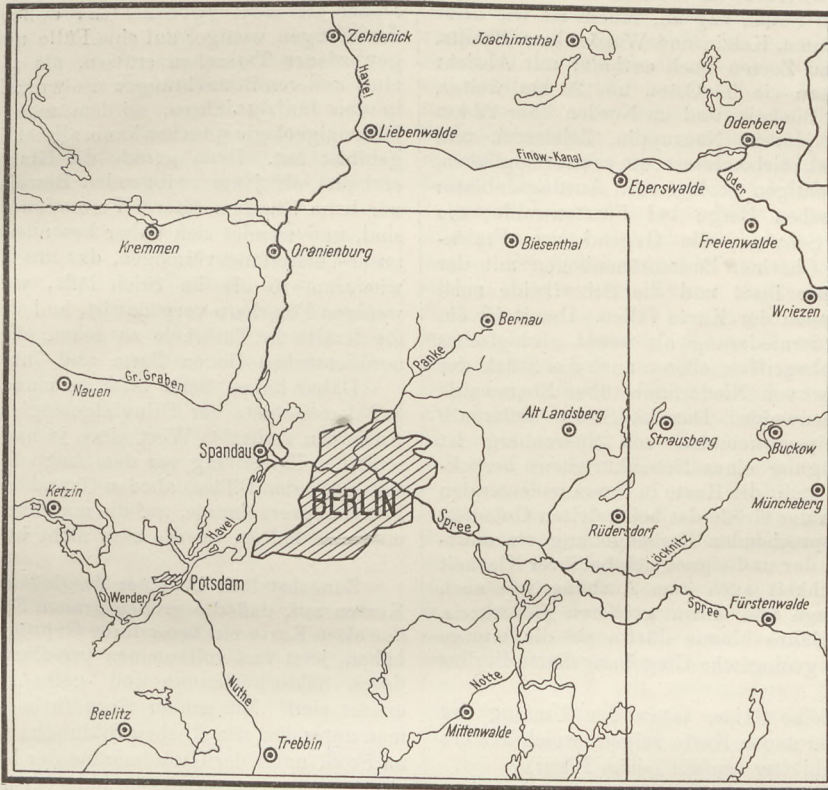 Zehdenick
Joachimsthal
Havel
Liebenwalde
Oderberg
Finow-Kanal
Eberswalde
Oder
Kremmen
Oranienburg
Biesenthal
Freienwalde
Wriezen
Bernau
Panke
Gr. Graben
Nauen
Alt Landsberg
Strausberg
Buckow
Spandau
Ketzin
BERLIN
Müncheberg
Havel
Spree
Rüdersdorf
Löcknitz
Werder
Potsdam
Spree
Fürstenwalde
Nuthe
Notte
Beelitz
Mittenwalde
Trebbin